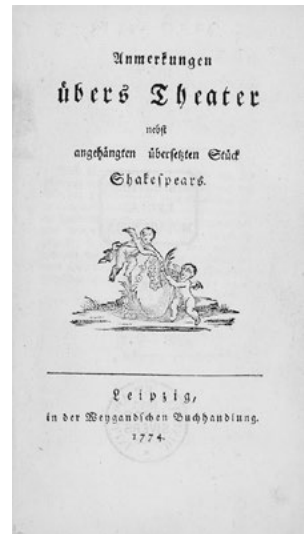 Anmerkungen
übers Theater
nebst
angehängten übersetzten Stück
Shakespears.
Leipzig,
in der Weygandschen Buchhandlung.
1774.